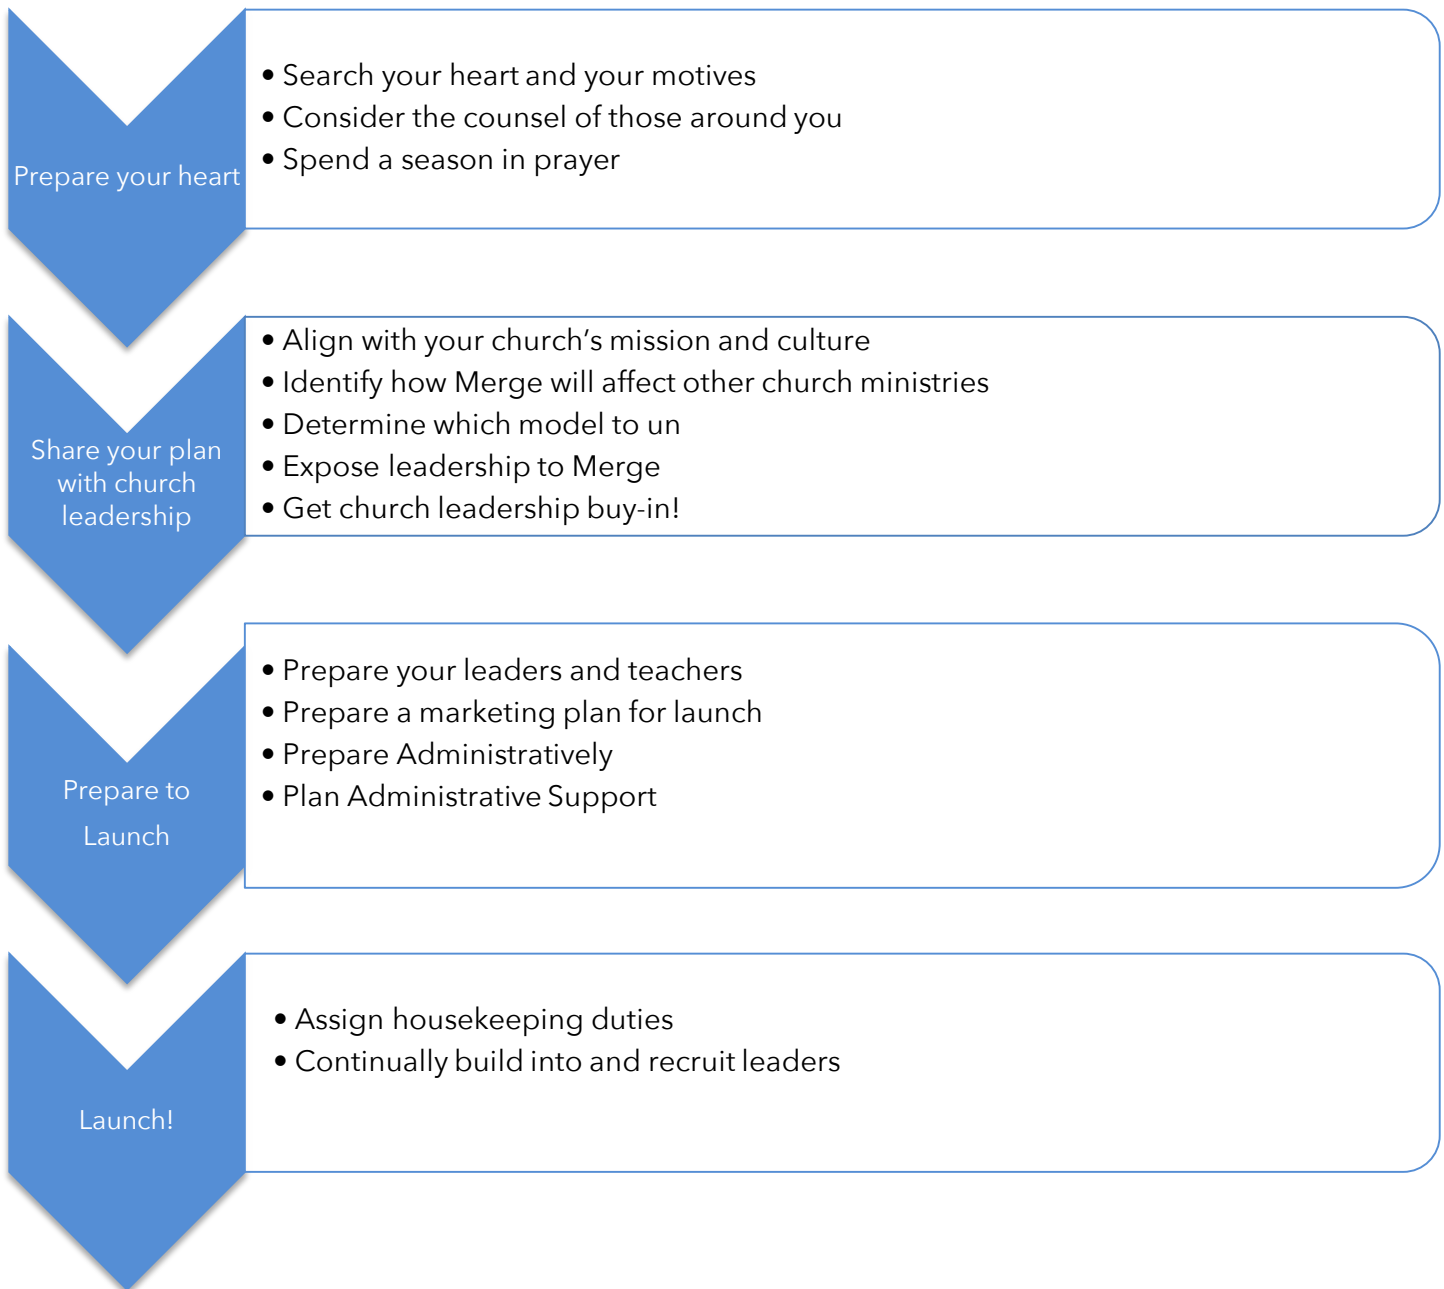 Prepare your heart
• Search your heart and your motives
• Consider the counsel of those around you
• Spend a season in prayer
Share your plan
with church
leadership
• Align with your church’s mission and culture
• Identify how Merge will affect other church ministries
• Determine which model to un
• Expose leadership to Merge
• Get church leadership buy-in!
Prepare to
Launch
• Prepare your leaders and teachers
• Prepare a marketing plan for launch
• Prepare Administratively
• Plan Administrative Support
Launch!
• Assign housekeeping duties
• Continually build into and recruit leaders